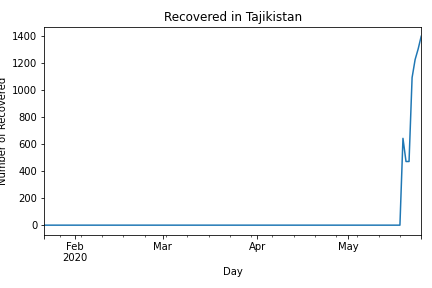 Recovered in Tajikistan
1400
1200
1000
800
600
400
200
0
Number of Recovered
Feb
2020
Mar
Apr
May
Day